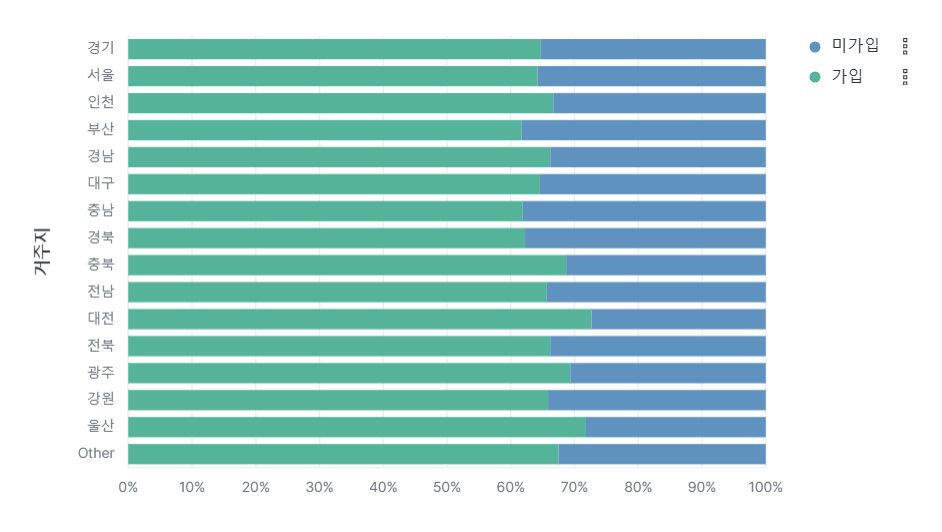 경기
서울
인천
부산
경남
대구
충남
경북
충북
전남
대전
전북
광주
강원
울산
Other
거주지
0% 10% 20% 30% 40% 50% 60% 70% 80% 90% 100%
미가입
가입